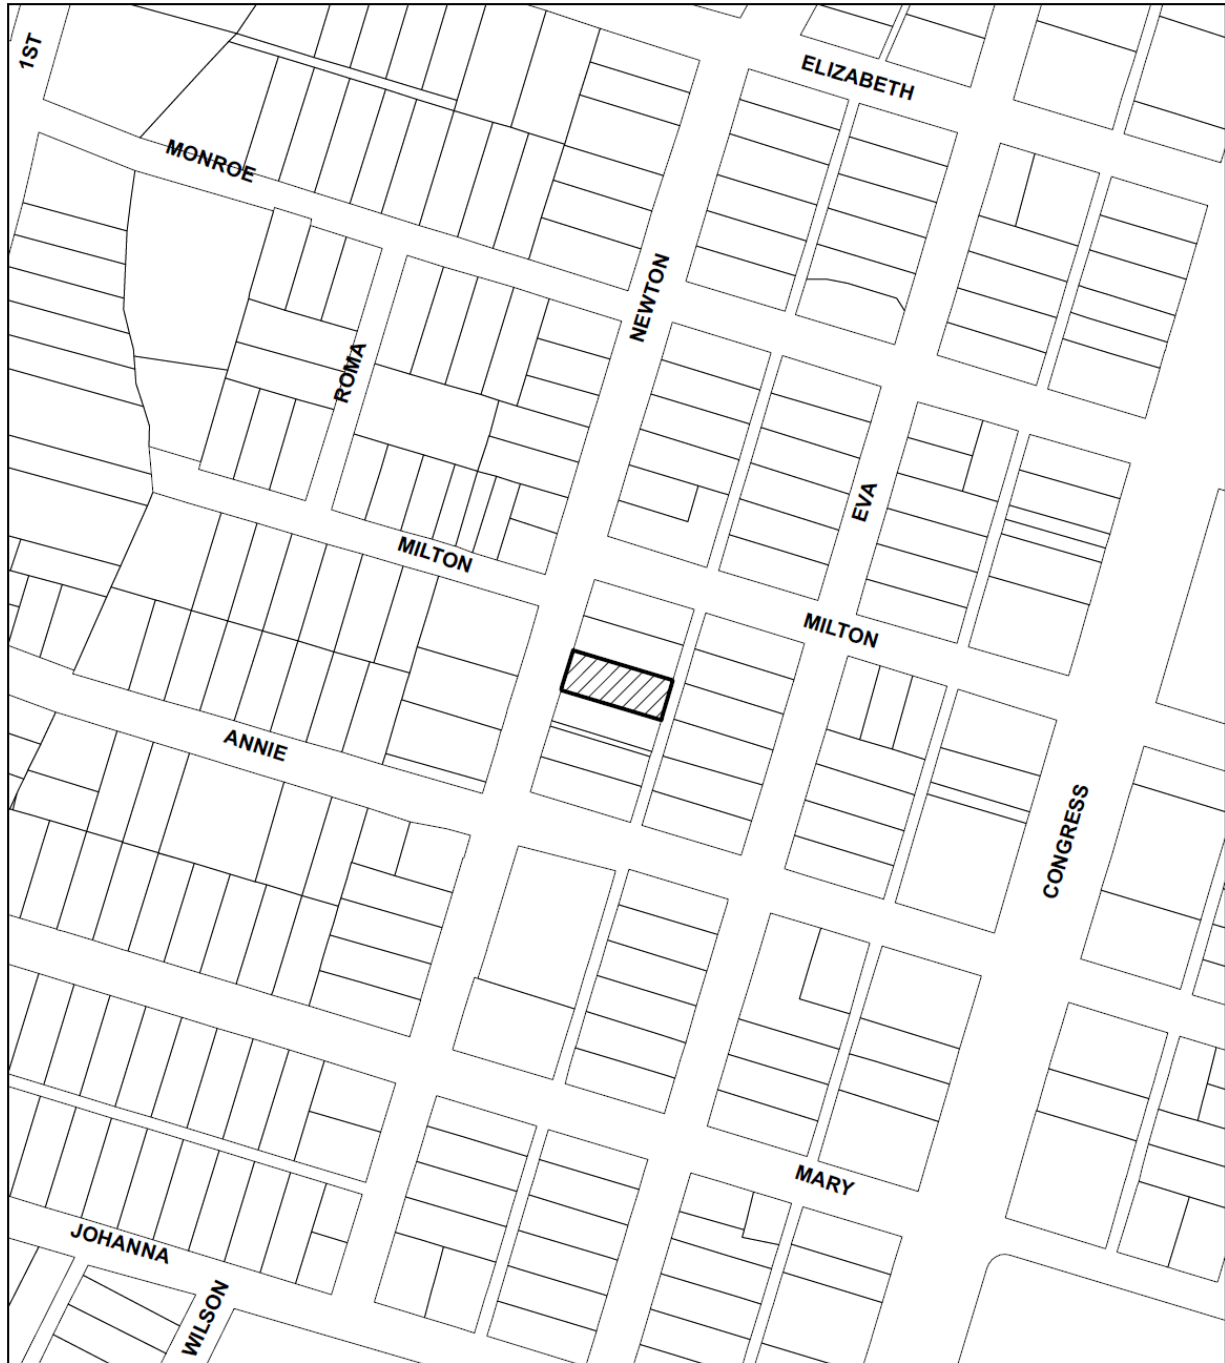 1ST
ELIZABETH
MONROE
NEWTON
ROMA
EVA
MILTON
MILTON
ANNIE
CONGRESS
MARY
JOHANNA
WILSON